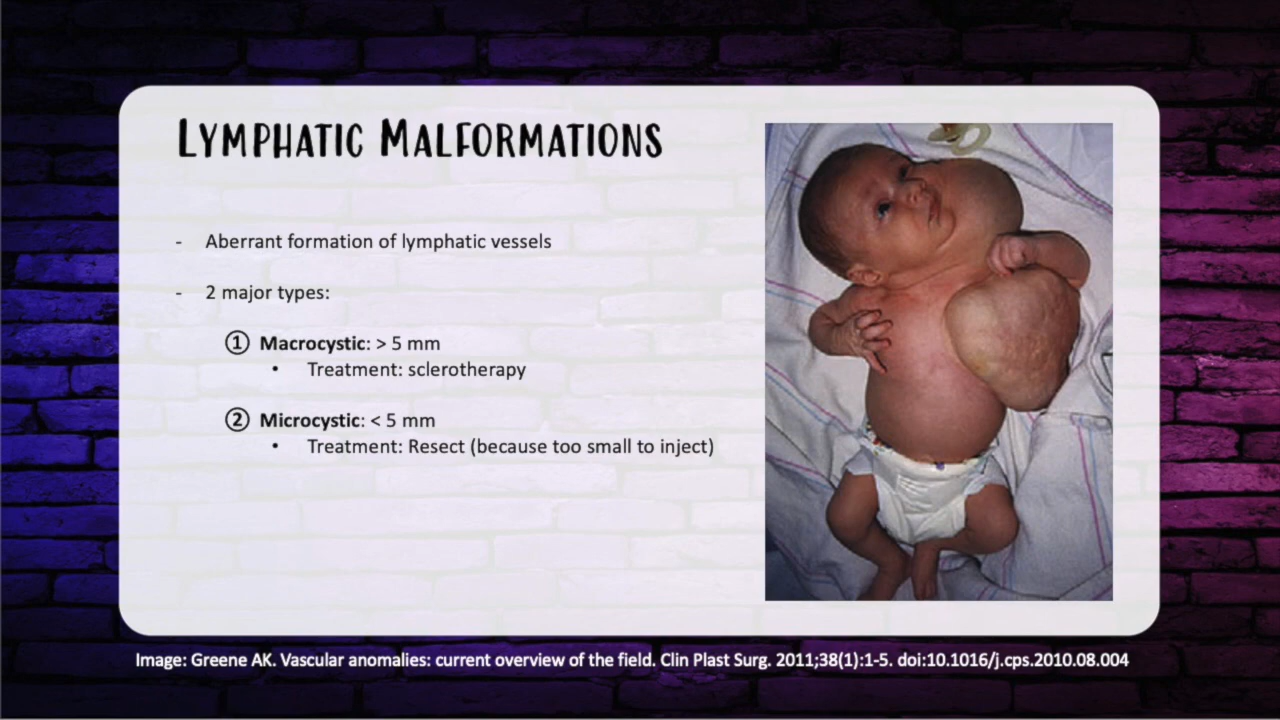 Lymphatic Malformations
- Aberrant formation of lymphatic vessels
- 2 major types:
① Macrocystic: > 5 mm
• Treatment: sclerotherapy
② Microcystic: < 5 mm
• Treatment: Resect (because too small to inject)
Image: Greene AK. Vascular anomalies: current overview of the field. Clin Plast Surg. 2011;38(1):1-5. doi:10.1016/j.cps.2010.08.004